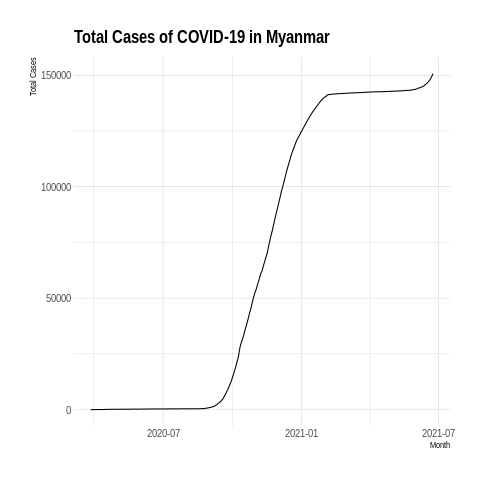 Total Cases of COVID-19 in Myanmar
Total Cases
150000
100000
50000
0
2020-07
2021-01
2021-07
Month